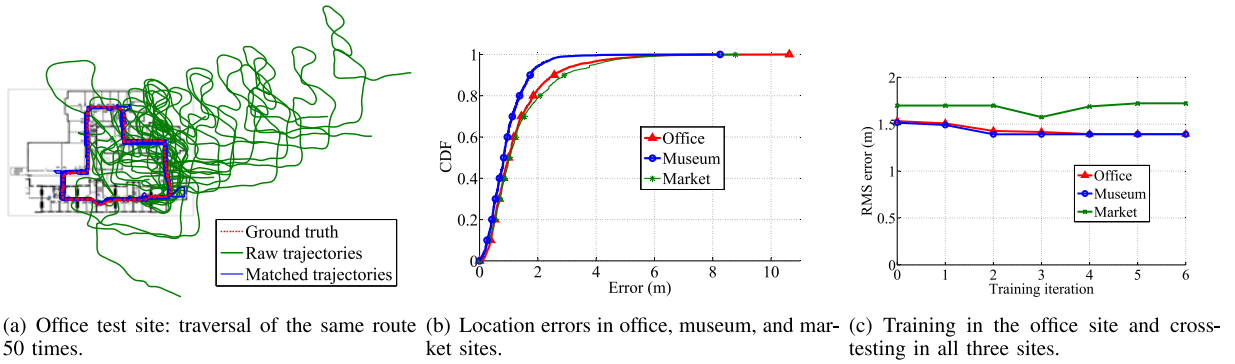 Ground truth
Raw trajectories
Matched trajectories
(a) Office test site: traversal of the same route
50 times.
1
0.8
0.6
0.4
0.2
0
CDF
Office
Museum
Market
0 2 4 6 8 10
Error (m)
(b) Location errors in office, museum, and mar-
ket sites.
2
1.5
1
0.5
0
RMS error (m)
Office
Museum
Market
0 1 2 3 4 5 6
Training iteration
(c) Training in the office site and cross-
testing in all three sites.